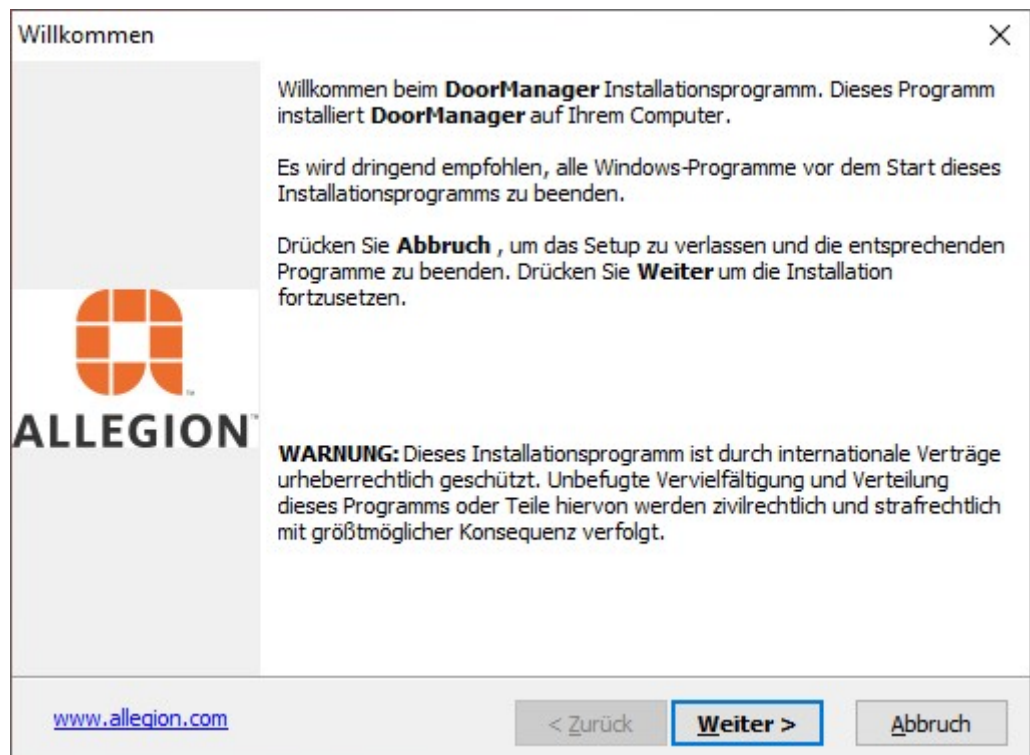 Willkommen
Willkommen beim DoorManager Installationsprogramm. Dieses Programm
installiert DoorManager auf Ihrem Computer.
Es wird dringend empfohlen, alle Windows-Programme vor dem Start dieses
Installationsprogramms zu beenden.
Drücken Sie Abbruch , um das Setup zu verlassen und die entsprechenden
Programme zu beenden. Drücken Sie Weiter um die Installation
fortzusetzen.
ALLEGION™
WARNUNG: Dieses Installationsprogramm ist durch internationale Verträge
urheberrechtlich geschützt. Unbefugte Vervielfältigung und Verteilung
dieses Programms oder Teile hiervon werden zivilrechtlich und strafrechtlich
mit größtmöglicher Konsequenz verfolgt.
www.allegion.com
< Zurück
Weiter >
Abbruch